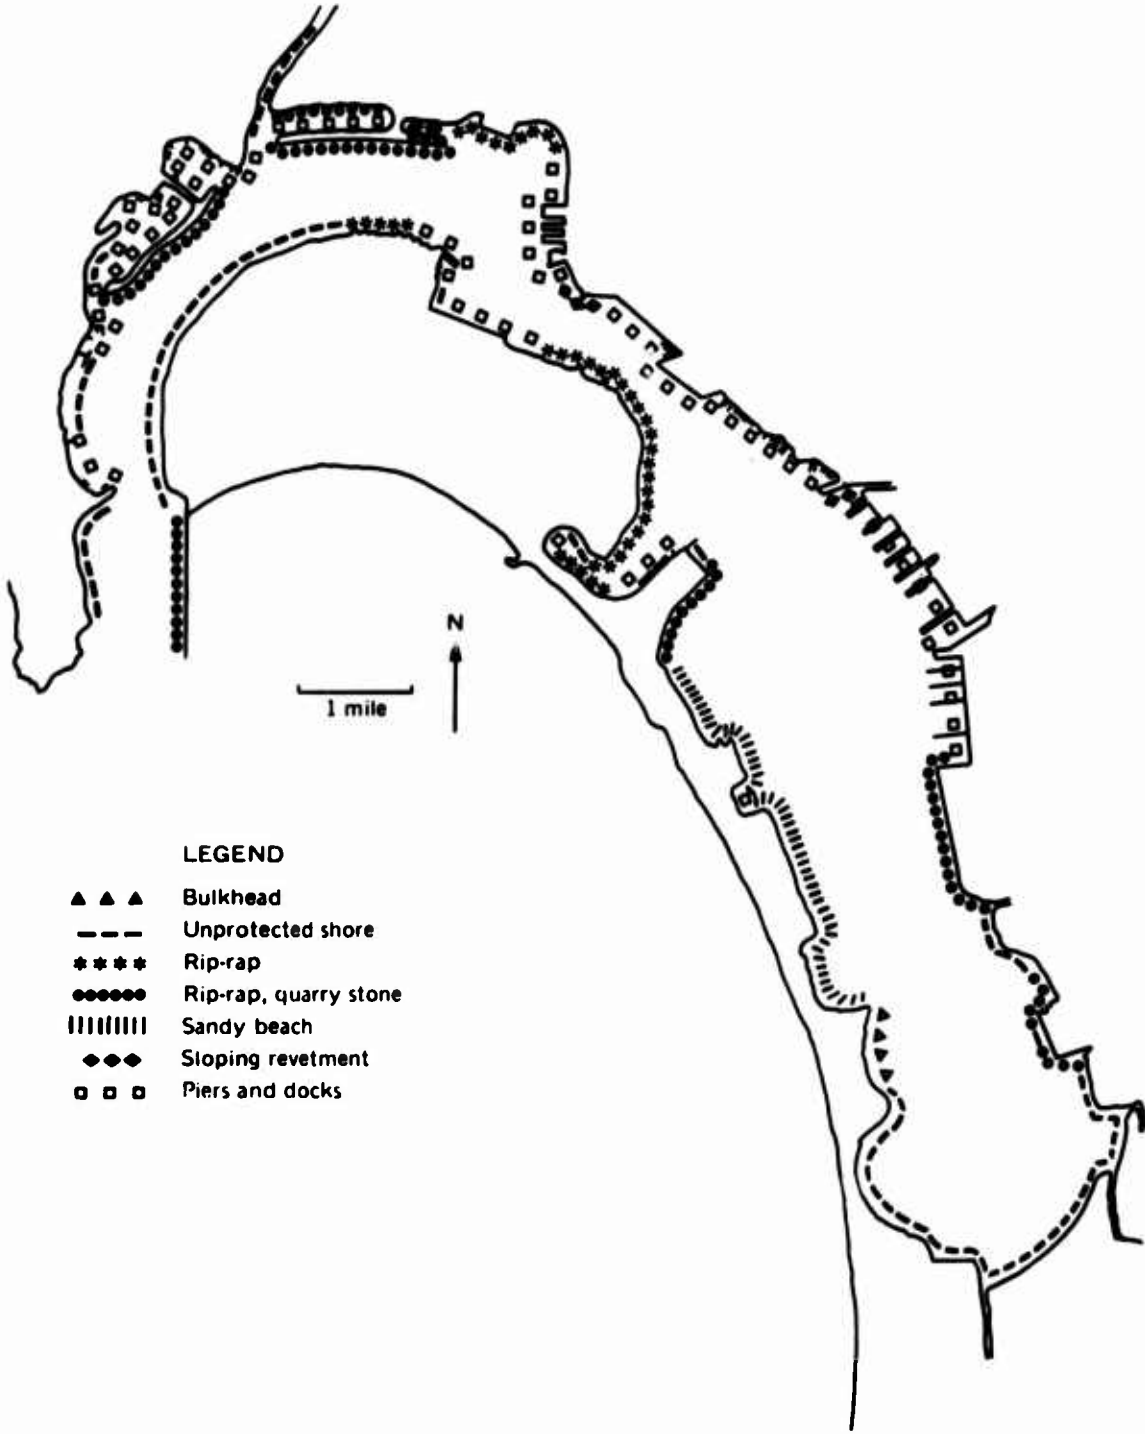 N
1 mile
LEGEND
Bulkhead
Unprotected shore
Rip-rap
Rip-rap, quarry stone
Sandy beach
Sloping revetment
Piers and docks